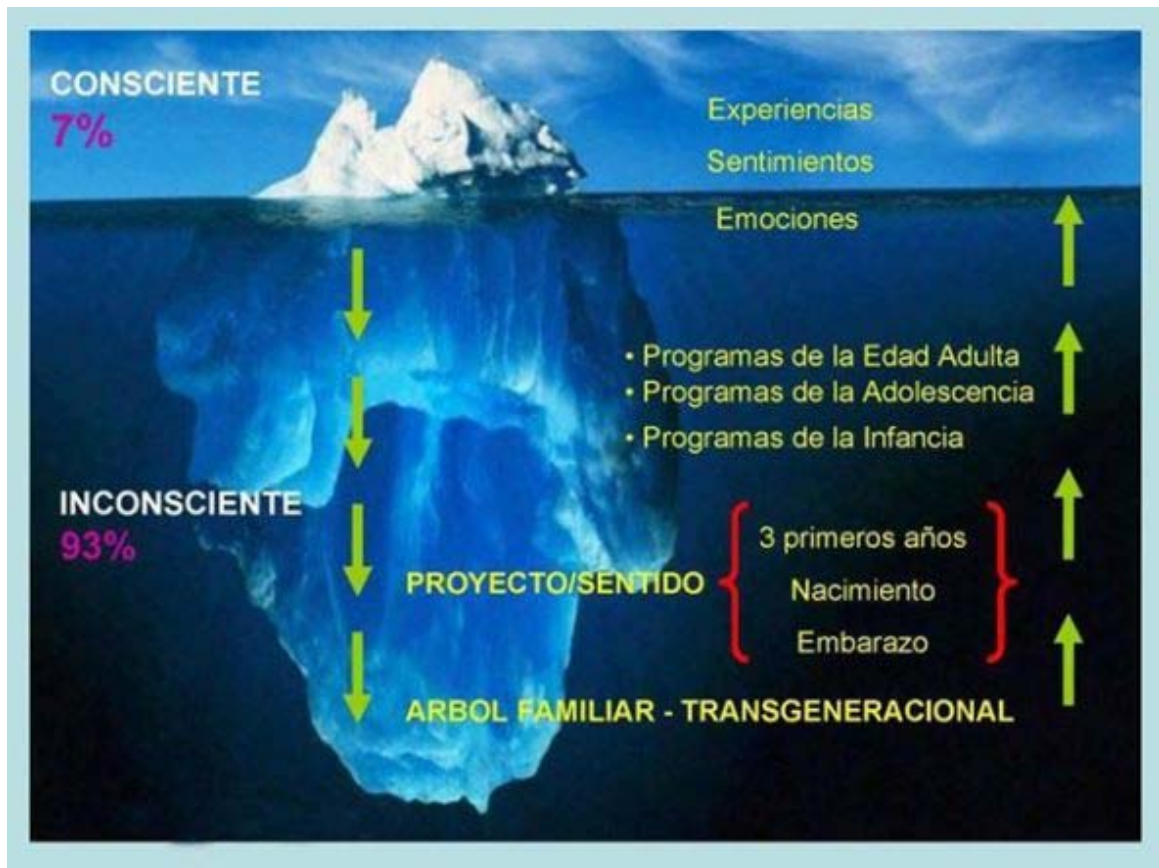 CONSCIENTE
7%
Experiencias
Sentimientos
Emociones
• Programas de la Edad Adulta
• Programas de la Adolescencia
• Programas de la Infancia
INCONSCIENTE
93%
PROYECTO/SENTIDO
3 primeros años
Nacimiento
Embarazo
ARBOL FAMILIAR - TRANSGENERACIONAL